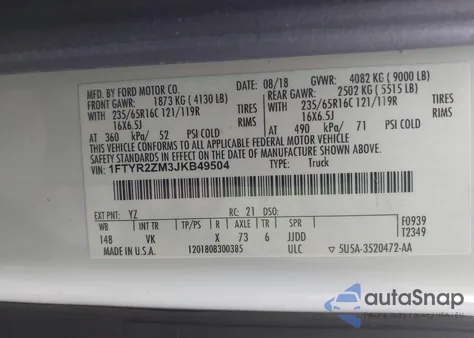 MFD. BY FORD MOTOR CO.
08/18 GVWR: 4082 KG ( 9000 LB)
FRONT GAWR: 1873 KG ( 4130 LB)
REAR GAWR: 2502 KG ( 5515 LB)
WITH 235/65R16C 121/119R TIRES
WITH 235/65R16C 121/119R TIRES
16X6.5J RIMS
16X6.5J RIMS
AT 360 kPa/ 52 PSI COLD
AT 490 kPa/ 71 PSI COLD
THIS VEHICLE CONFORMS TO ALL APPLICABLE FEDERAL MOTOR VEHICLE
SAFETY STANDARDS IN EFFECT ON THE DATE OF MANUFACTURE SHOWN ABOVE.
VIN: 1FTYR2ZM3JKB49504
TYPE: Truck
EXT PNT: YZ RC: 21 DSO:
WB INT TR TP/PS R AXLE TR SPR
F0939
T2349
148 VK X 73 6 JJDD
MADE IN U.S.A. 1201808300385 ULC 5U5A-3520472-AA
autoSnap